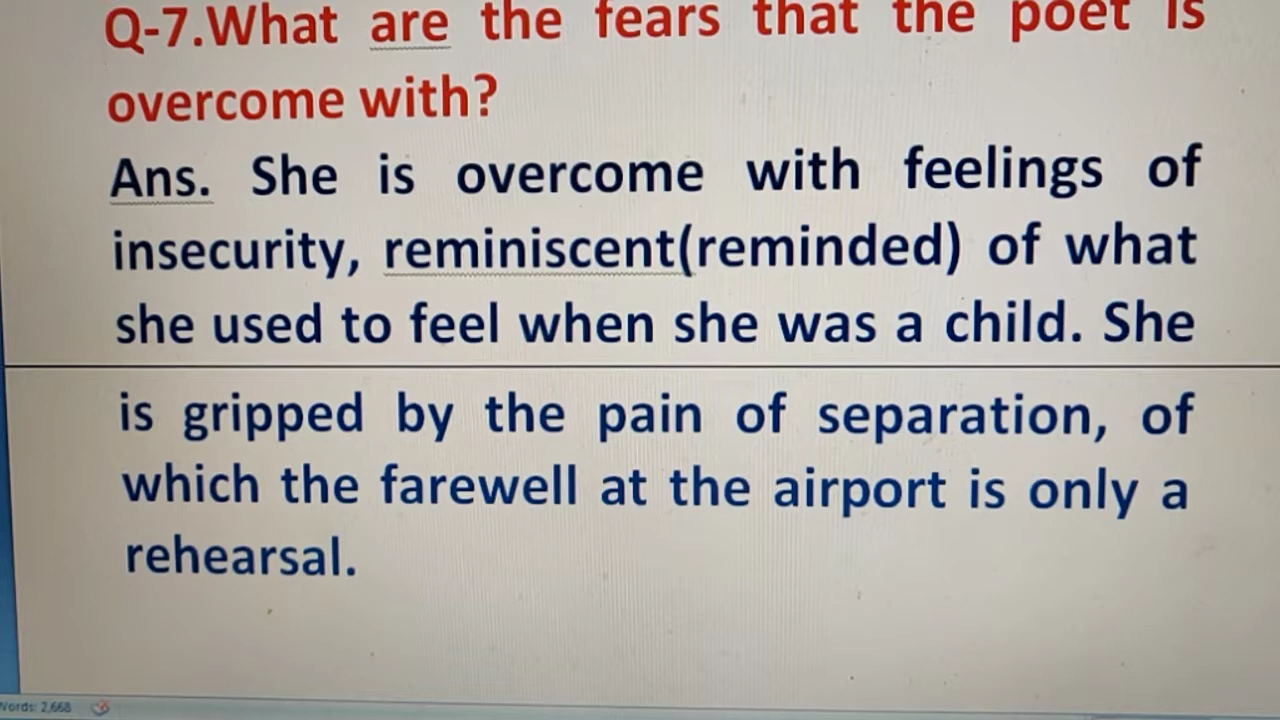 Q-7.What are the fears that the poet is
overcome with?
Ans. She is overcome with feelings of
insecurity, reminiscent(reminded) of what
she used to feel when she was a child. She
is gripped by the pain of separation, of
which the farewell at the airport is only a
rehearsal.
Words: 2,668